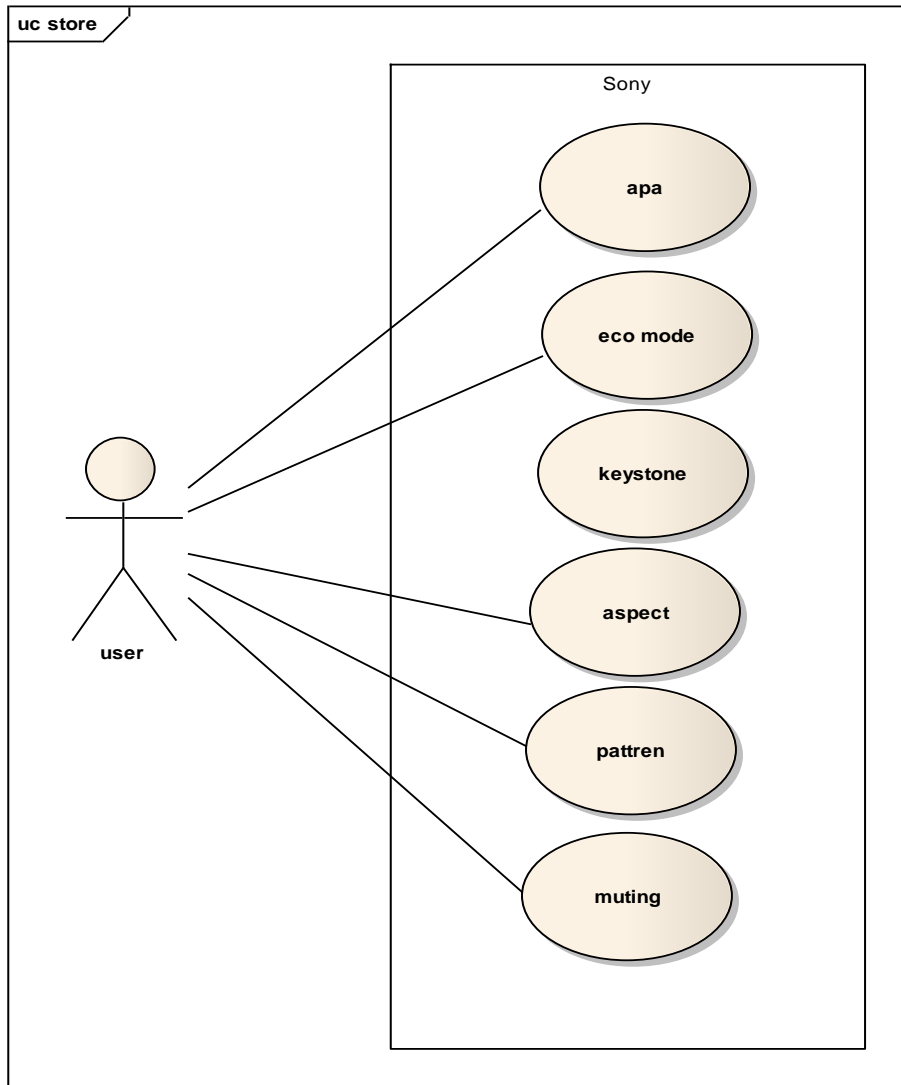 uc store
Sony
apa
eco mode
keystone
aspect
pattren
muting
user